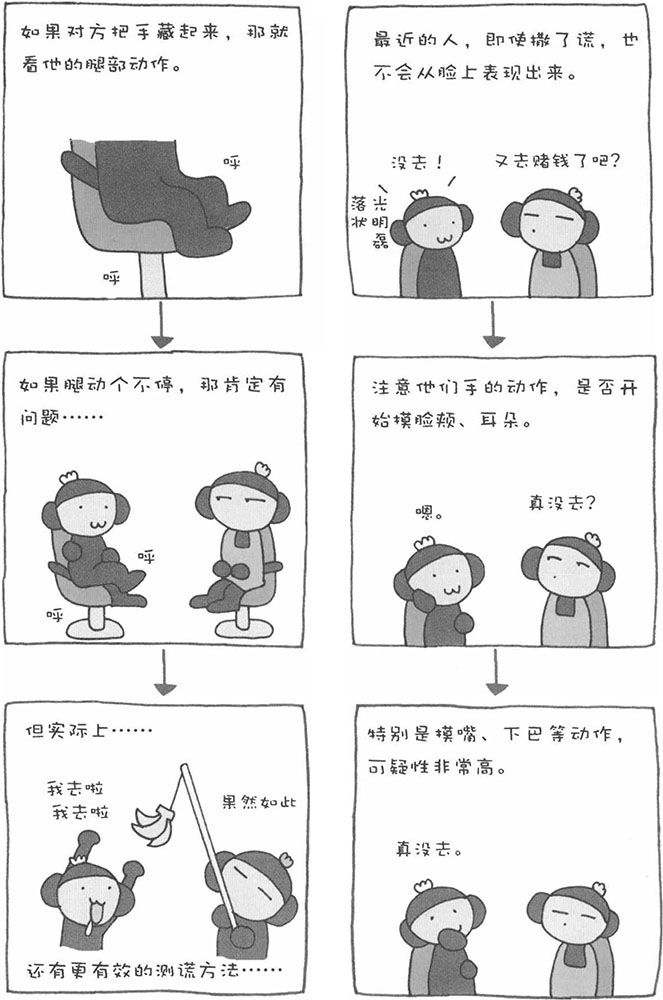 最近的人，即使撒了谎，也
不会从脸上表现出来。
又去赌钱了吧？
没去！
光明磊
落状
注意他们手的动作，是否开
始摸脸颊、耳朵。
真没去？
嗯。
特别是摸嘴、下巴等动作，
可疑性非常高。
真没去。
如果对方把手藏起来，那就
看他的腿部动作。
呼
呼
如果腿动个不停，那肯定有
问题……
呼
呼
但实际上……
我去啦
我去啦
果然如此
还有更有效的测谎方法……